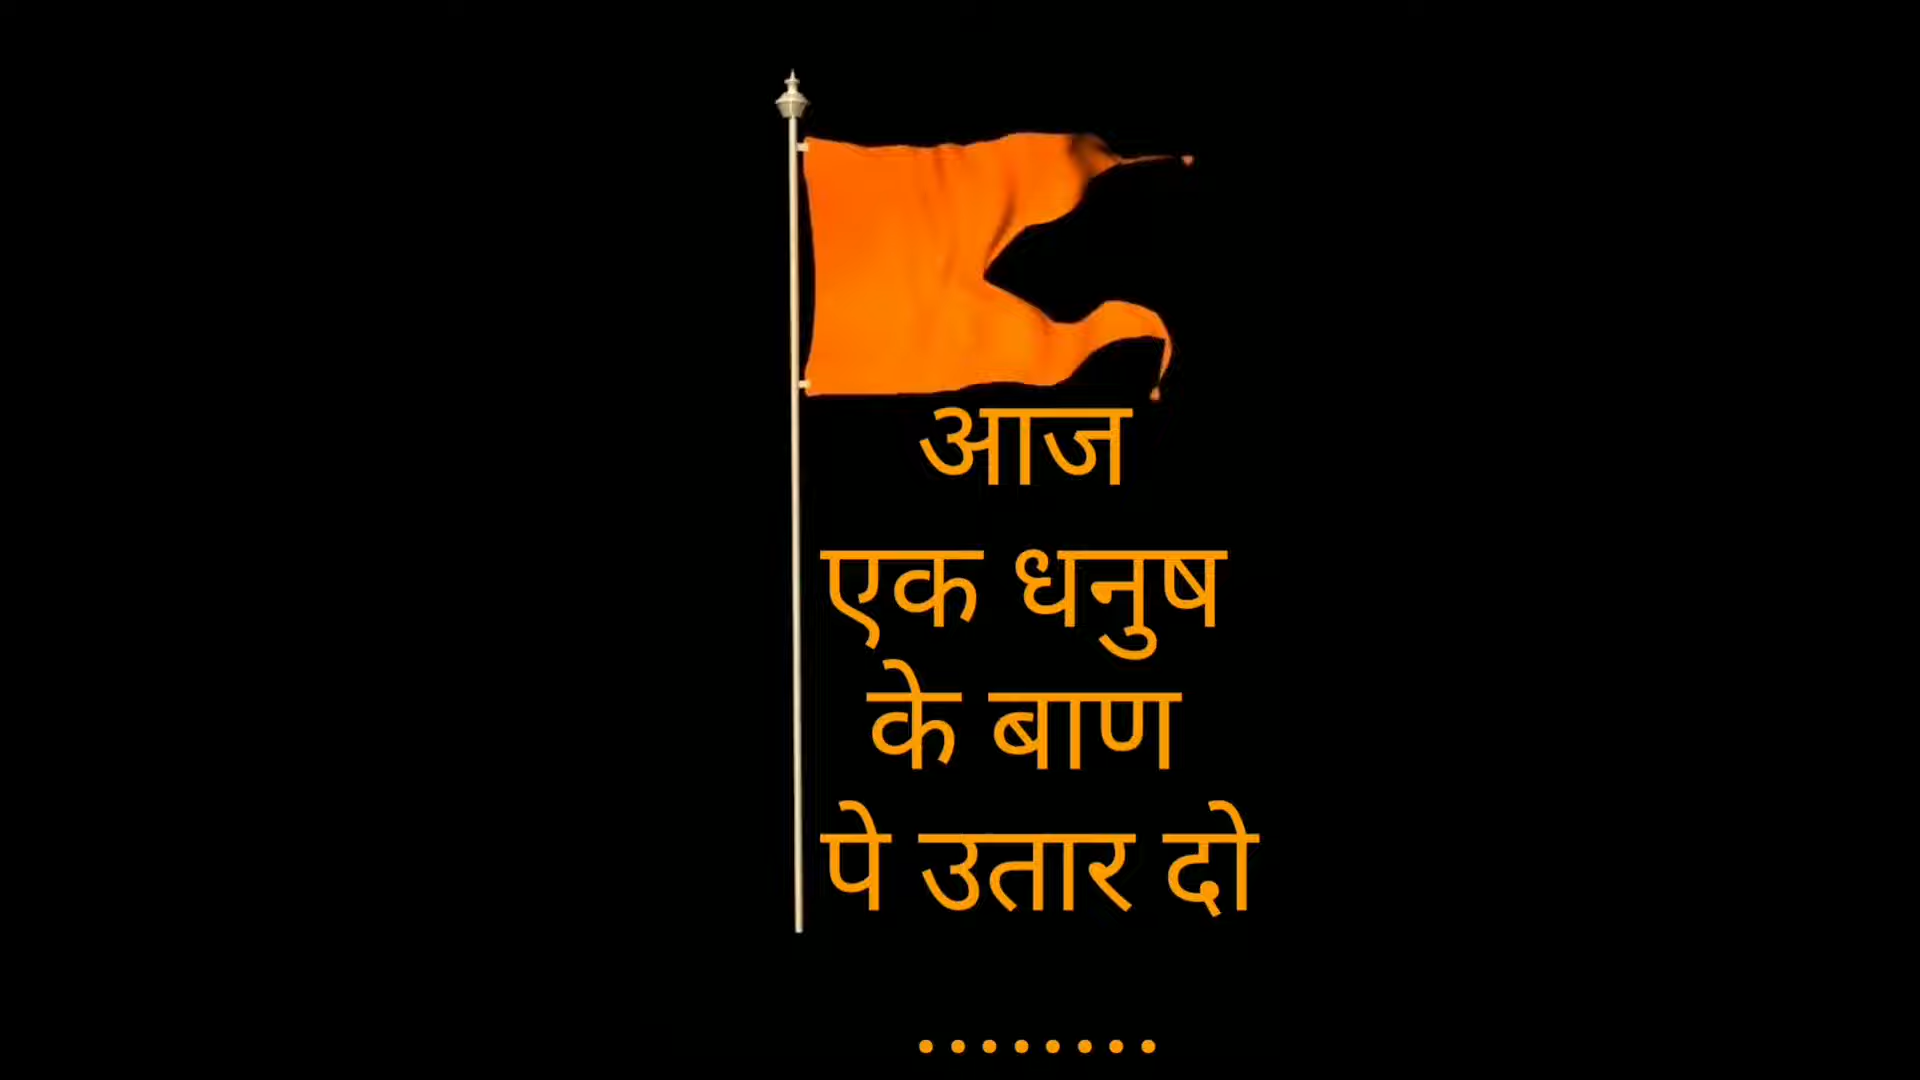 आज
एक धनुष
के बाण
पे उतार दो
........